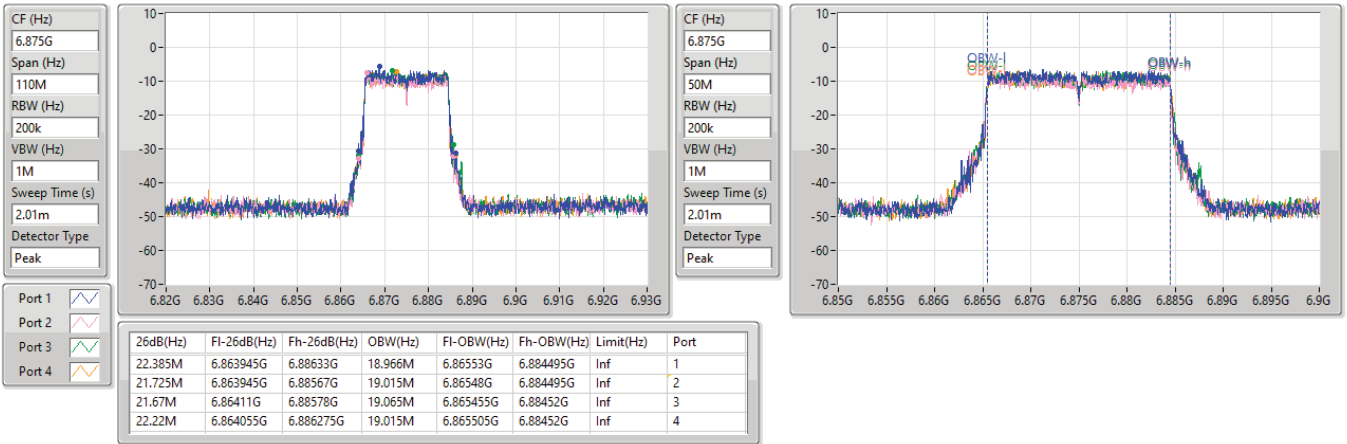 CF (Hz)
6.875G
Span (Hz)
110M
RBW (Hz)
200k
VBW (Hz)
1M
Sweep Time (s)
2.01m
Detector Type
Peak
10-
0-
-10-
-20-
-30-
-40-
-50-
-60-
-70-
6.82G 6.83G 6.84G 6.85G 6.86G 6.87G 6.88G 6.89G 6.9G 6.91G 6.92G 6.93G
CF (Hz)
6.875G
Span (Hz)
50M
RBW (Hz)
200k
VBW (Hz)
1M
Sweep Time (s)
2.01m
Detector Type
Peak
10-
0-
-10-
-20-
-30-
-40-
-50-
-60-
-70-
OBW-l
OBW-h
6.85G 6.855G 6.86G 6.865G 6.87G 6.875G 6.88G 6.885G 6.89G 6.895G 6.9G
Port 1
Port 2
Port 3
Port 4
26dB(Hz) Fl-26dB(Hz) Fh-26dB(Hz) OBW(Hz) Fl-OBW(Hz) Fh-OBW(Hz) Limit(Hz) Port
22.385M 6.863945G 6.88633G 18.966M 6.86553G 6.884495G Inf 1
21.725M 6.863945G 6.88567G 19.015M 6.86548G 6.884495G Inf 2
21.67M 6.86411G 6.88578G 19.065M 6.865455G 6.88452G Inf 3
22.22M 6.864055G 6.886275G 19.015M 6.865505G 6.88452G Inf 4